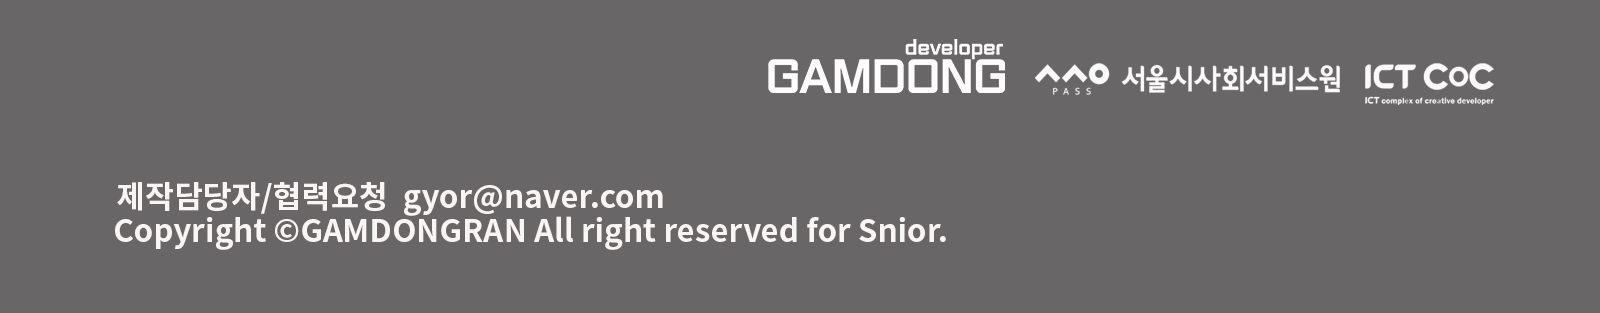 developer
GAMDONG
PASS
서울시사회서비스원
ICT CoC
ICT complex of creative developer
제작담당자/협력요청 gyor@naver.com
Copyright ©GAMDONGRAN All right reserved for Snior.